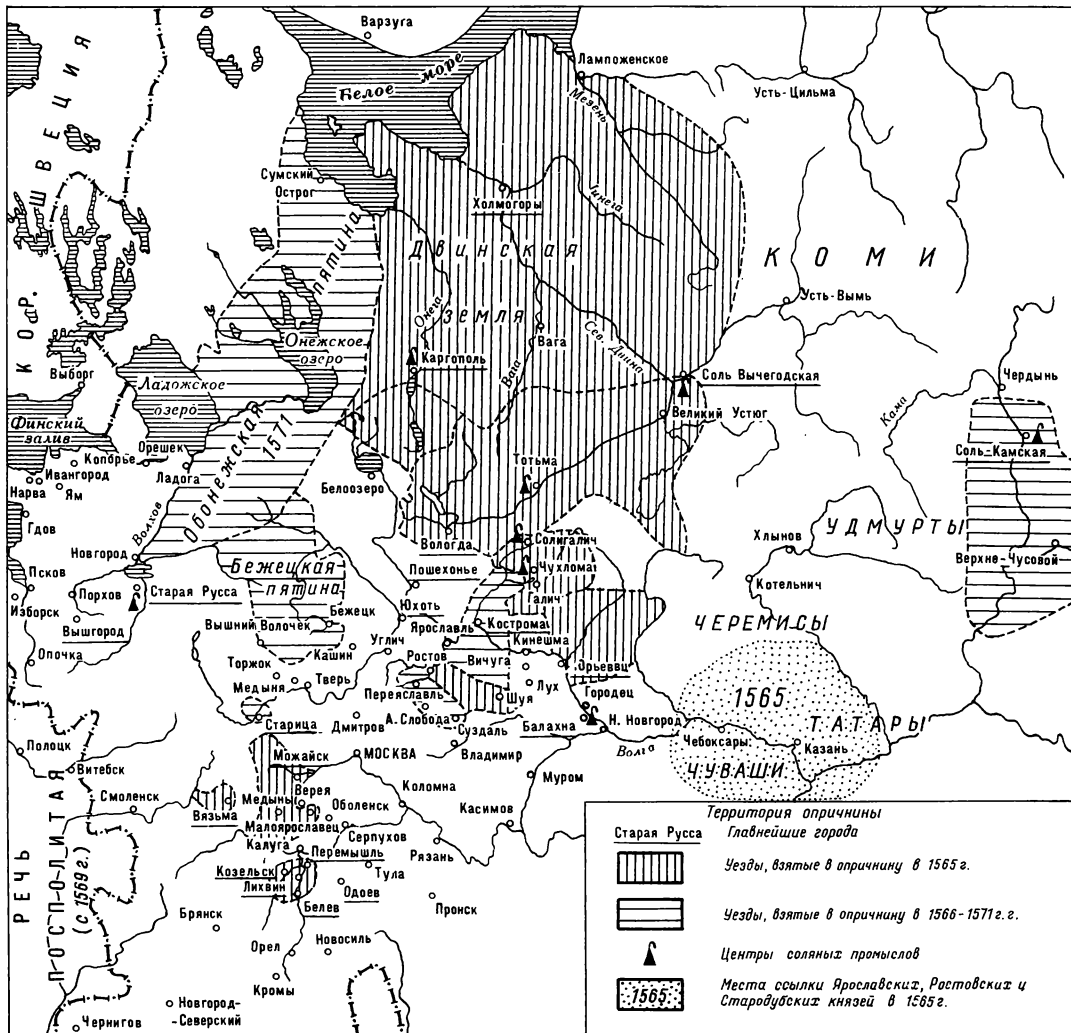 Варзуга
ШВЕЦИЯ
Белое море
Лампоженское
Усть-Цильма
Мезень
Сумский
Острог
Холмогоры
Пинега
Двинская
земля
КОМИ
КОР.
Онега
Вага
Вага
Сев. Двина
Усть-Вымь
Онежское
озеро
Каргополь
Выборг
Ладожское
озеро
Соль Вычегодская
Чердынь
Великий Устюг
Кама
Финский
залив
Обонежская пятина
1571
Соль-Камская
Копорье
Орешек
Ивангород
Ладога
Нарва
Ям
Белоозеро
Тотьма
Гдов
Волхов
УДМУРТЫ
Вологда
Солигалич
Хлынов
Верхне-Чусовой
Новгород
Бежецкая
пятина
Пошехонье
Чухлома
Псков
Котельнич
Порхов
Старая Русса
Галич
Изборск
Юхоть
Вышгород
Бежецк
Вышний Волочек
Ярославль
Кострома
ЧЕРЕМИСЫ
Углич
Кинешма
Опочка
Кашин
Ростов
Вичуга
Юрьевец
Торжок
Медыня
Тверь
Переяславль
Шуя
Лух
Городец
1565
ТАТАРЫ
Старица
Дмитров
А. Слобода
Суздаль
Балахна
Н. Новгород
Полоцк
Владимир
Волга
Чебоксары
Казань
Можайск
МОСКВА
ЧУВАШИ
Витебск
Муром
Верея
Смоленск
Вязьма
Медынь
Оболенск
Коломна
Касимов
Малоярославец
Серпухов
Калуга
Рязань
РЕЧЬ
ПОСПОЛИТАЯ
(с 1569 г.)
Перемышль
Козельск
Тула
Лихвин
Одоев
Белев
Пронск
Брянск
Орел
Новосиль
Кромы
Новгород-
-Северский
Чернигов
Территория опричнины
Старая Русса Главнейшие города
Уезды, взятые в опричнину в 1565 г.
Уезды, взятые в опричнину в 1566-1571 г.г.
Центры соляных промыслов
1565 Места ссылки Ярославских, Ростовских и
Стародубских князей в 1565 г.